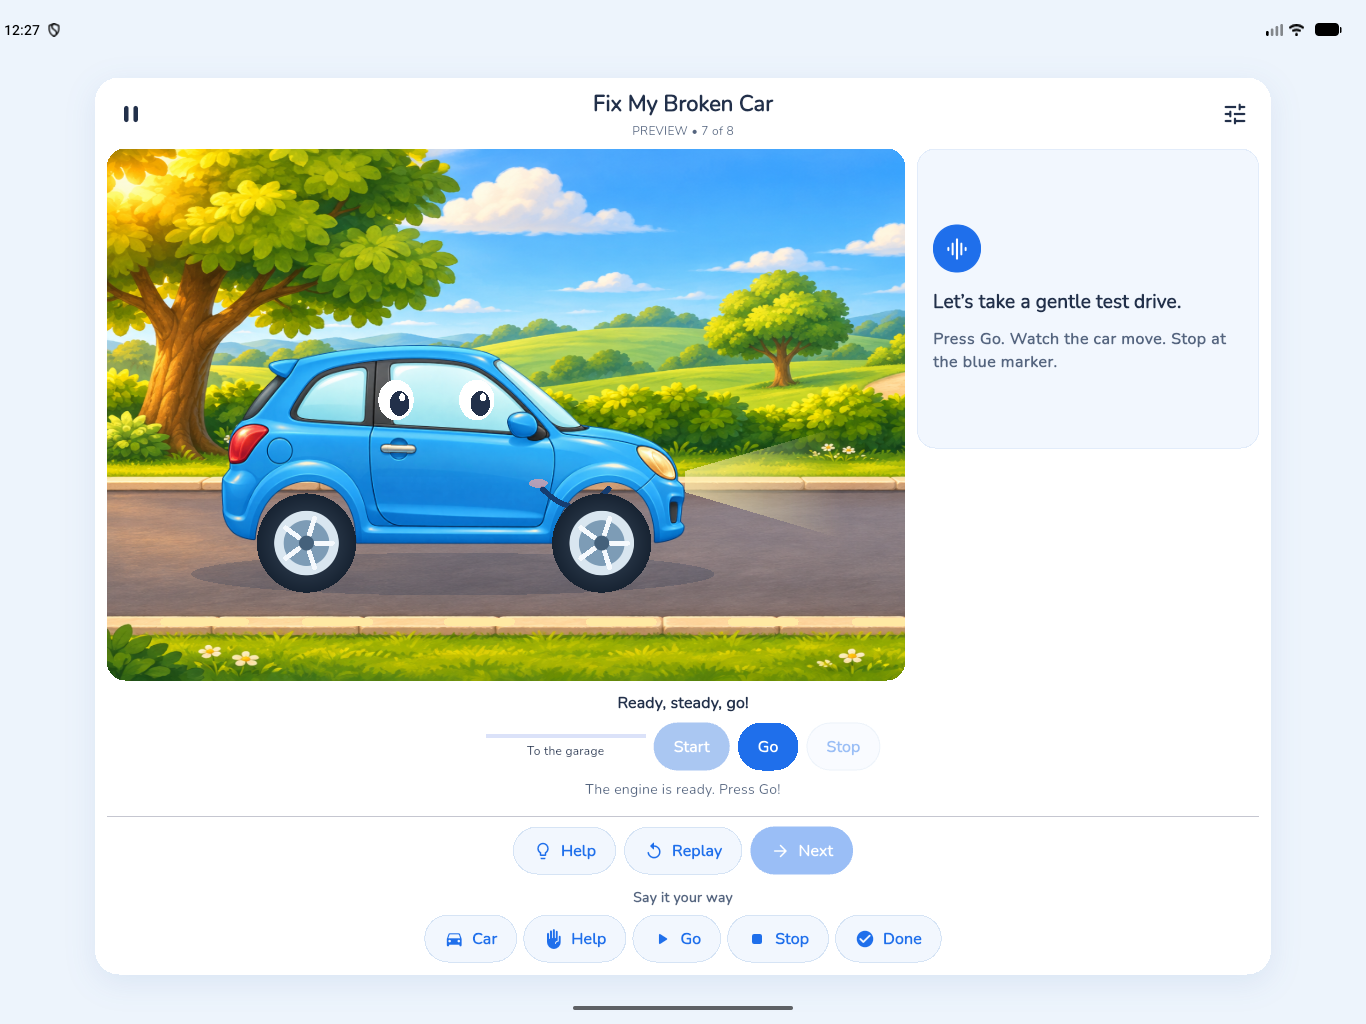 12:27
Fix My Broken Car
PREVIEW • 7 of 8
Let's take a gentle test drive.
Press Go. Watch the car move. Stop at
the blue marker.
Ready, steady, go!
To the garage
Start
Go
Stop
The engine is ready. Press Go!
Help
Replay
Next
Say it your way
Car
Help
Go
Stop
Done